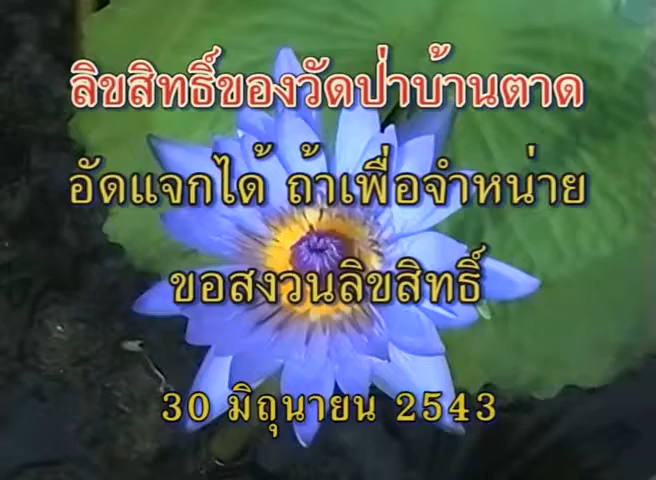 ลิขสิทธิ์ของวัดป่าบ้านตาด
อัดแจกได้ ถ้าเพื่อจำหน่าย
ขอสงวนลิขสิทธิ์
30 มิถุนายน 2543